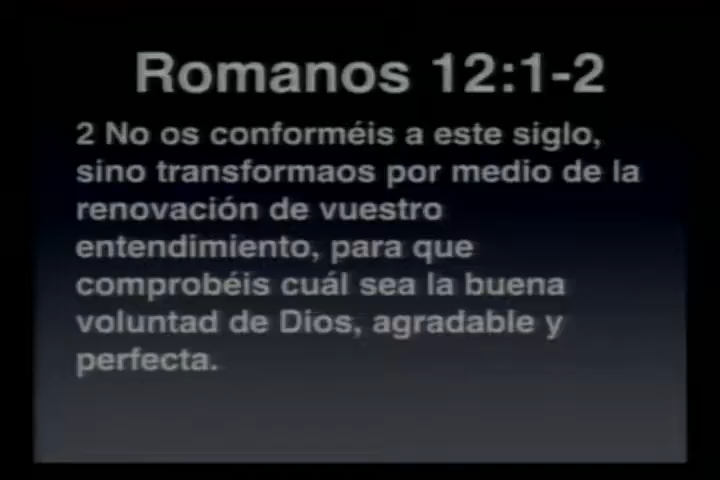 Romanos 12:1-2
2 No os conforméis a este siglo,
sino transformaos por medio de la
renovación de vuestro
entendimiento, para que
comprobéis cuál sea la buena
voluntad de Dios, agradable y
perfecta.